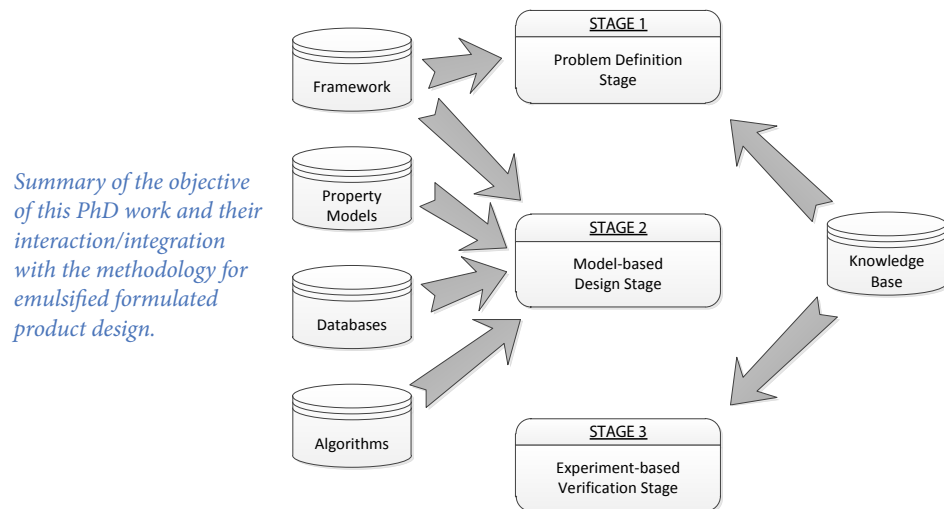 Summary of the objective
of this PhD work and their
interaction/integration
with the methodology for
emulsified formulated
product design.
Framework
Property
Models
Databases
Algorithms
STAGE 1
Problem Definition
Stage
STAGE 2
Model-based
Design Stage
STAGE 3
Experiment-based
Verification Stage
Knowledge
Base